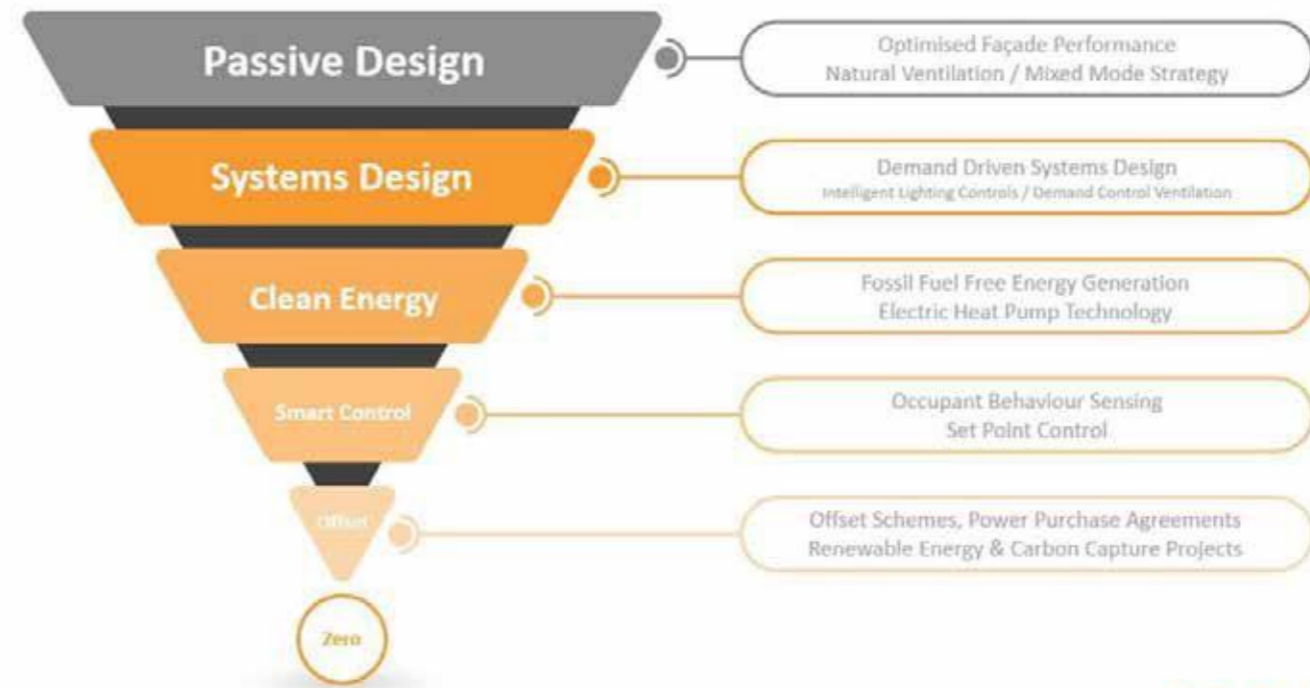 Passive Design
Optimised Façade Performance
Natural Ventilation / Mixed Mode Strategy
Systems Design
Demand Driven Systems Design
Intelligent Lighting Controls / Demand Control Ventilation
Clean Energy
Fossil Fuel Free Energy Generation
Electric Heat Pump Technology
Smart Control
Occupant Behaviour Sensing
Set Point Control
Offset
Offset Schemes, Power Purchase Agreements
Renewable Energy & Carbon Capture Projects
Zero